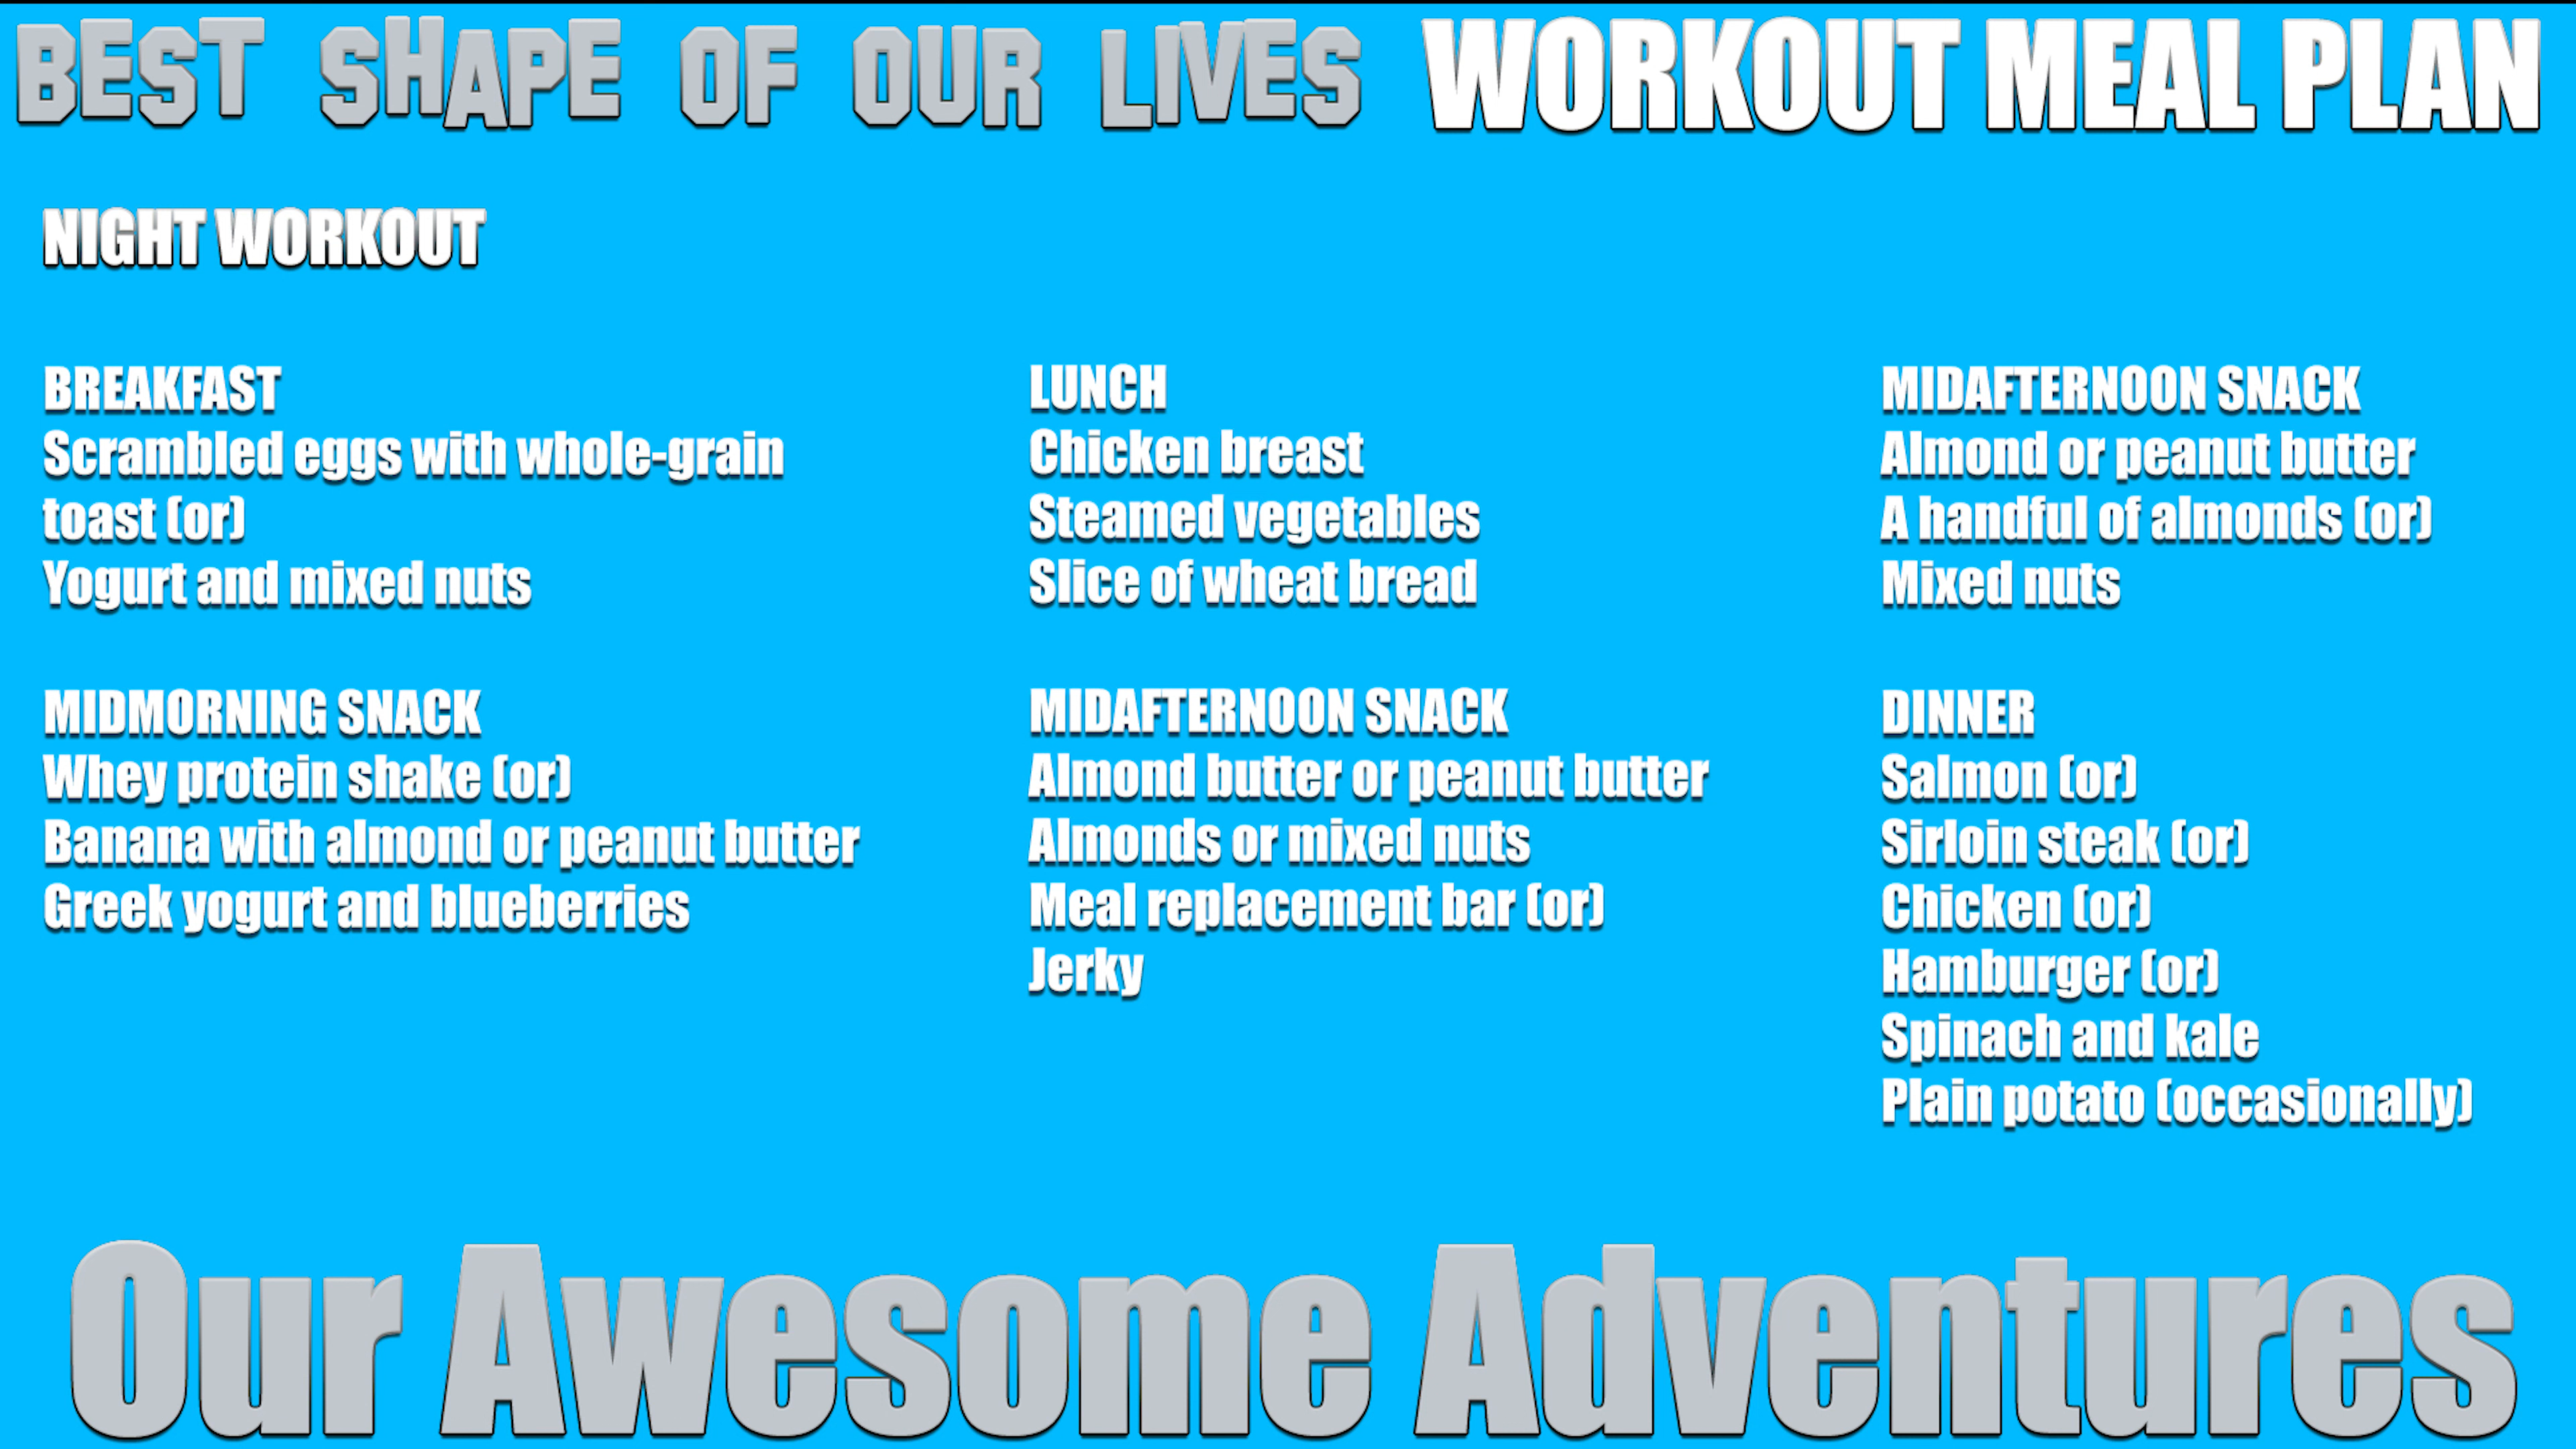 BEST SHAPE OF OUR LIVES WORKOUT MEAL PLAN
NIGHT WORKOUT
BREAKFAST
Scrambled eggs with whole-grain
toast (or)
Yogurt and mixed nuts
MIDMORNING SNACK
Whey protein shake (or)
Banana with almond or peanut butter
Greek yogurt and blueberries
LUNCH
Chicken breast
Steamed vegetables
Slice of wheat bread
MIDAFTERNOON SNACK
Almond butter or peanut butter
Almonds or mixed nuts
Meal replacement bar (or)
Jerky
MIDAFTERNOON SNACK
Almond or peanut butter
A handful of almonds (or)
Mixed nuts
DINNER
Salmon (or)
Sirloin steak (or)
Chicken (or)
Hamburger (or)
Spinach and kale
Plain potato (occasionally)
Our Awesome Adventures